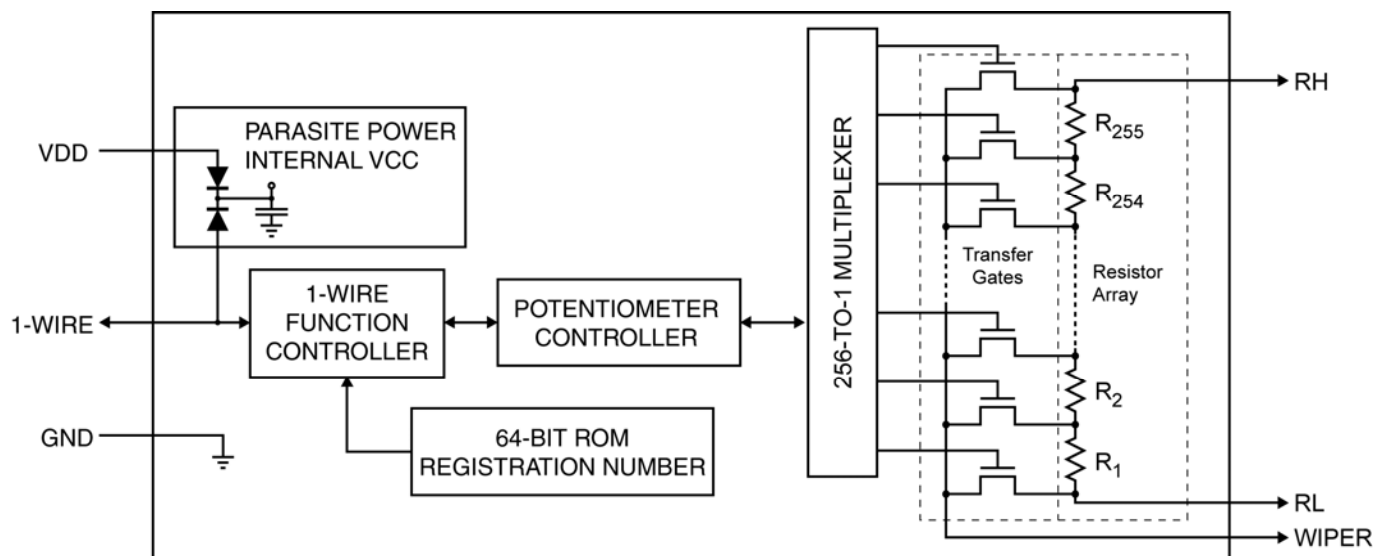 PARASITE POWER
INTERNAL VCC
VDD
1-WIRE
1-WIRE
FUNCTION
CONTROLLER
POTENTIOMETER
CONTROLLER
GND
64-BIT ROM
REGISTRATION NUMBER
256-TO-1 MULTIPLEXER
Transfer
Gates
Resistor
Array
R255
R254
R2
R1
RH
RL
WIPER